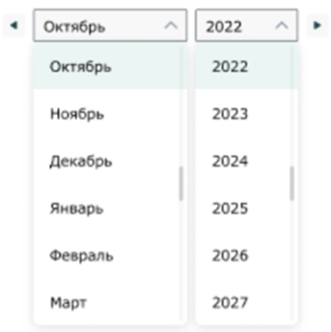 Октябрь 2022
Октябрь 2022
Ноябрь 2023
Декабрь 2024
Январь 2025
Февраль 2026
Март 2027